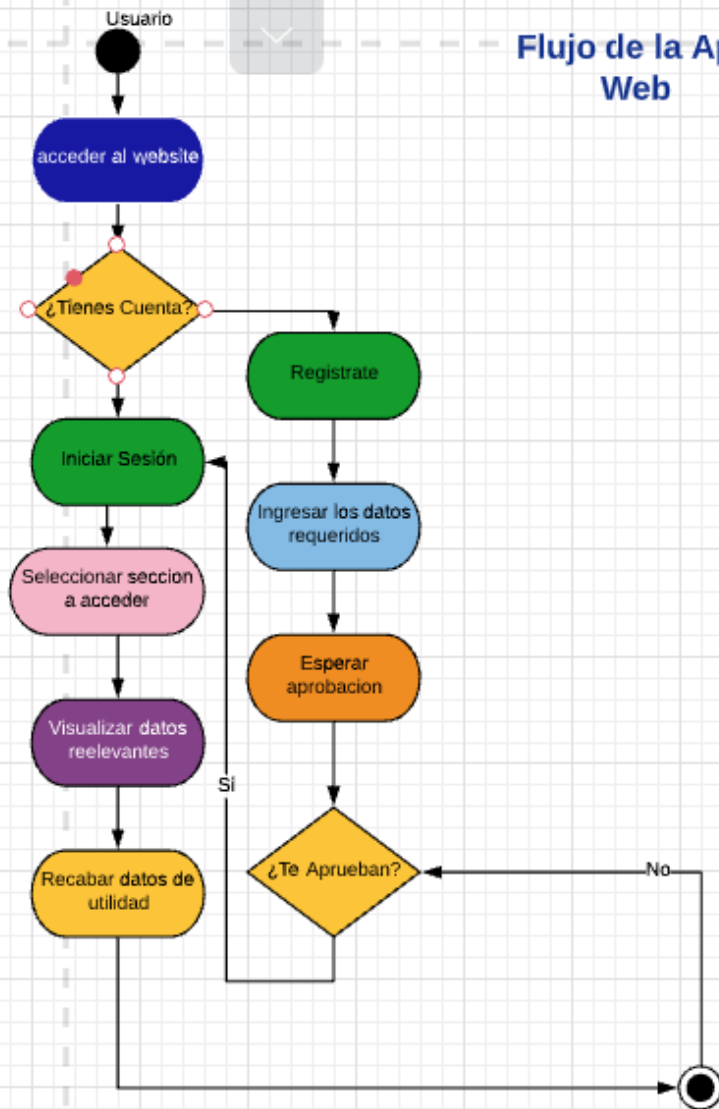 Usuario
Flujo de la
Web
acceder al website
¿Tienes Cuenta?
Registrate
Iniciar Sesión
Ingresar los datos
requeridos
Seleccionar seccion
a acceder
Esperar
aprobacion
Visualizar datos
reelevantes
Si
¿Te Aprueban?
No
Recabar datos de
utilidad